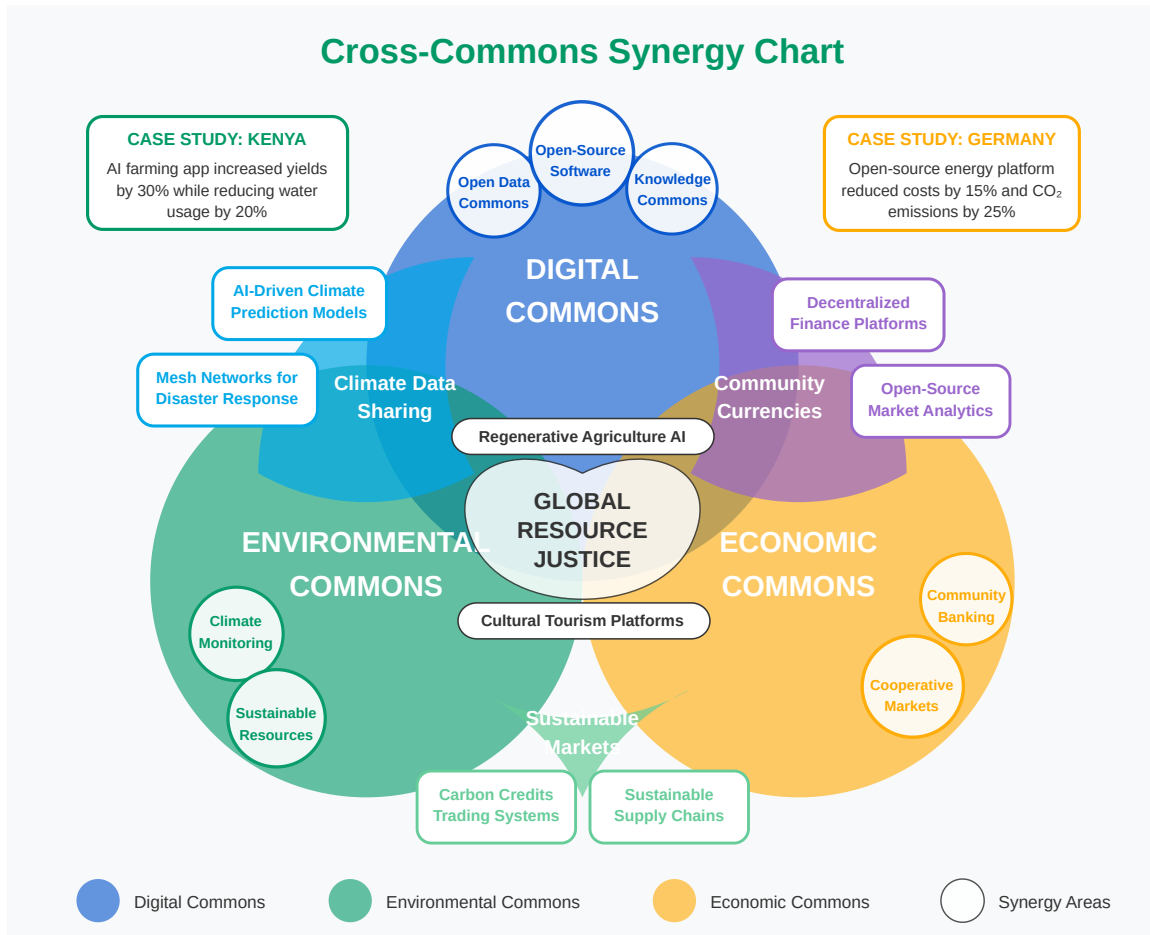 Cross-Commons Synergy Chart
CASE STUDY: KENYA
AI farming app increased yields
by 30% while reducing water
usage by 20%
CASE STUDY: GERMANY
Open-source energy platform
reduced costs by 15% and CO₂
emissions by 25%
Open Data
Commons
Open-Source
Software
Knowledge
Commons
DIGITAL
COMMONS
AI-Driven Climate
Prediction Models
Mesh Networks for
Disaster Response
Decentralized
Finance Platforms
Open-Source
Market Analytics
Climate Data
Sharing
Community
Currencies
Regenerative Agriculture AI
GLOBAL
RESOURCE
JUSTICE
ENVIRONMENTAL
COMMONS
ECONOMIC
COMMONS
Cultural Tourism Platforms
Climate
Monitoring
Sustainable
Resources
Community
Banking
Cooperative
Markets
Sustainable
Markets
Carbon Credits
Trading Systems
Sustainable
Supply Chains
Digital Commons
Environmental Commons
Economic Commons
Synergy Areas